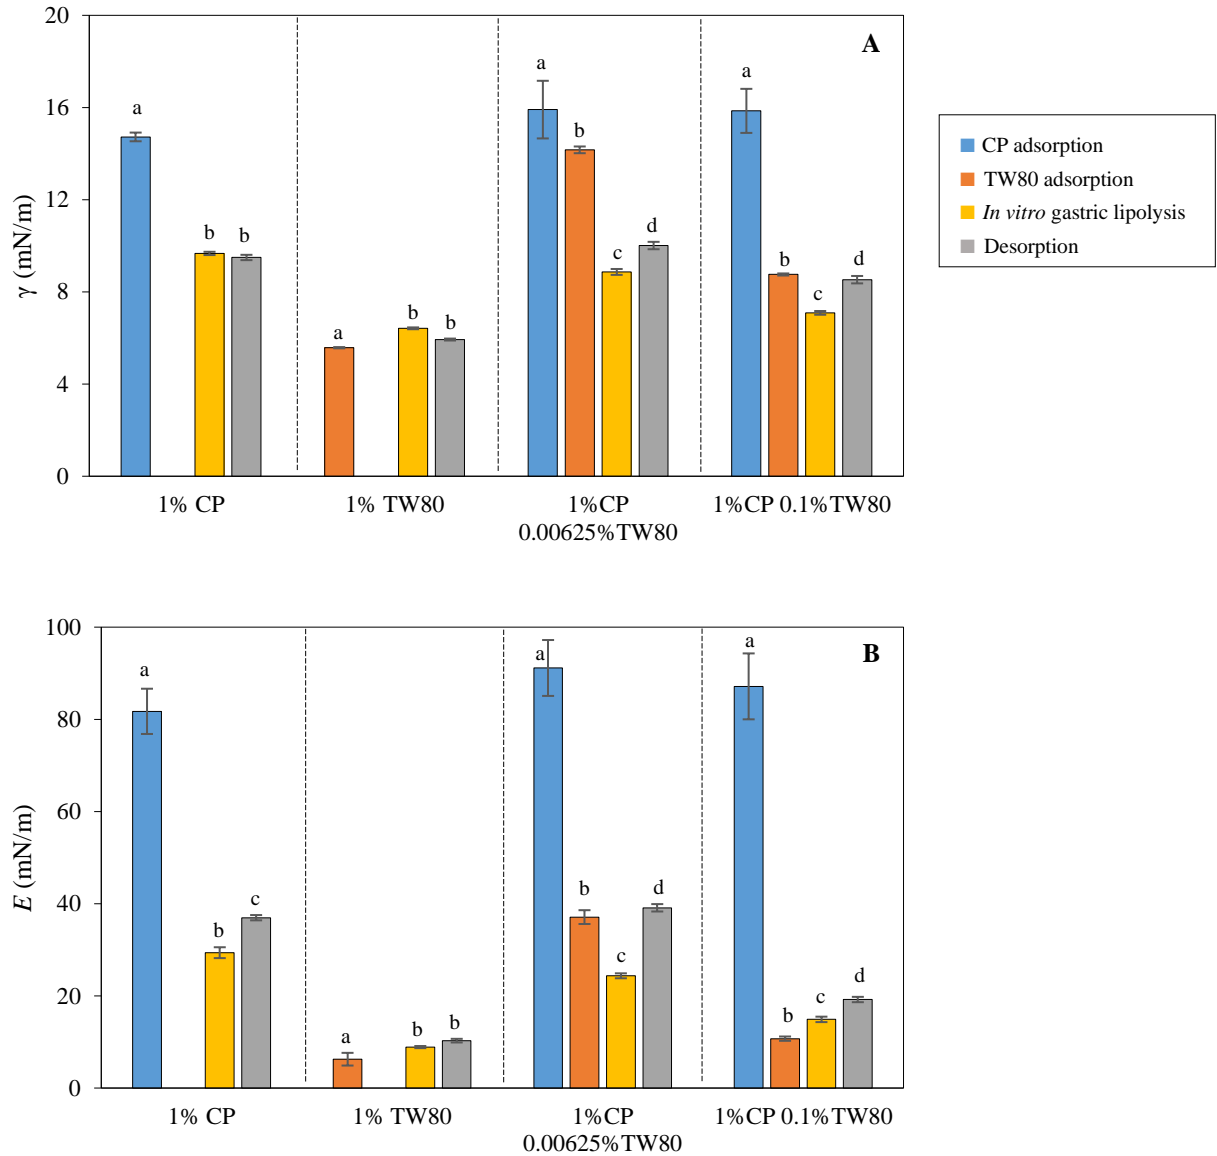 20
16
12
8
4
0
γ (mN/m)
A
a
b
b
a
b
b
a
b
c
d
a
b
c
d
1% CP
1% TW80
1%CP
0.00625%TW80
1%CP 0.1%TW80
CP adsorption
TW80 adsorption
In vitro gastric lipolysis
Desorption
100
80
60
40
20
0
E (mN/m)
B
a
b
c
a
b
b
a
b
c
d
a
b
c
d
1% CP
1% TW80
1%CP
0.00625%TW80
1%CP 0.1%TW80